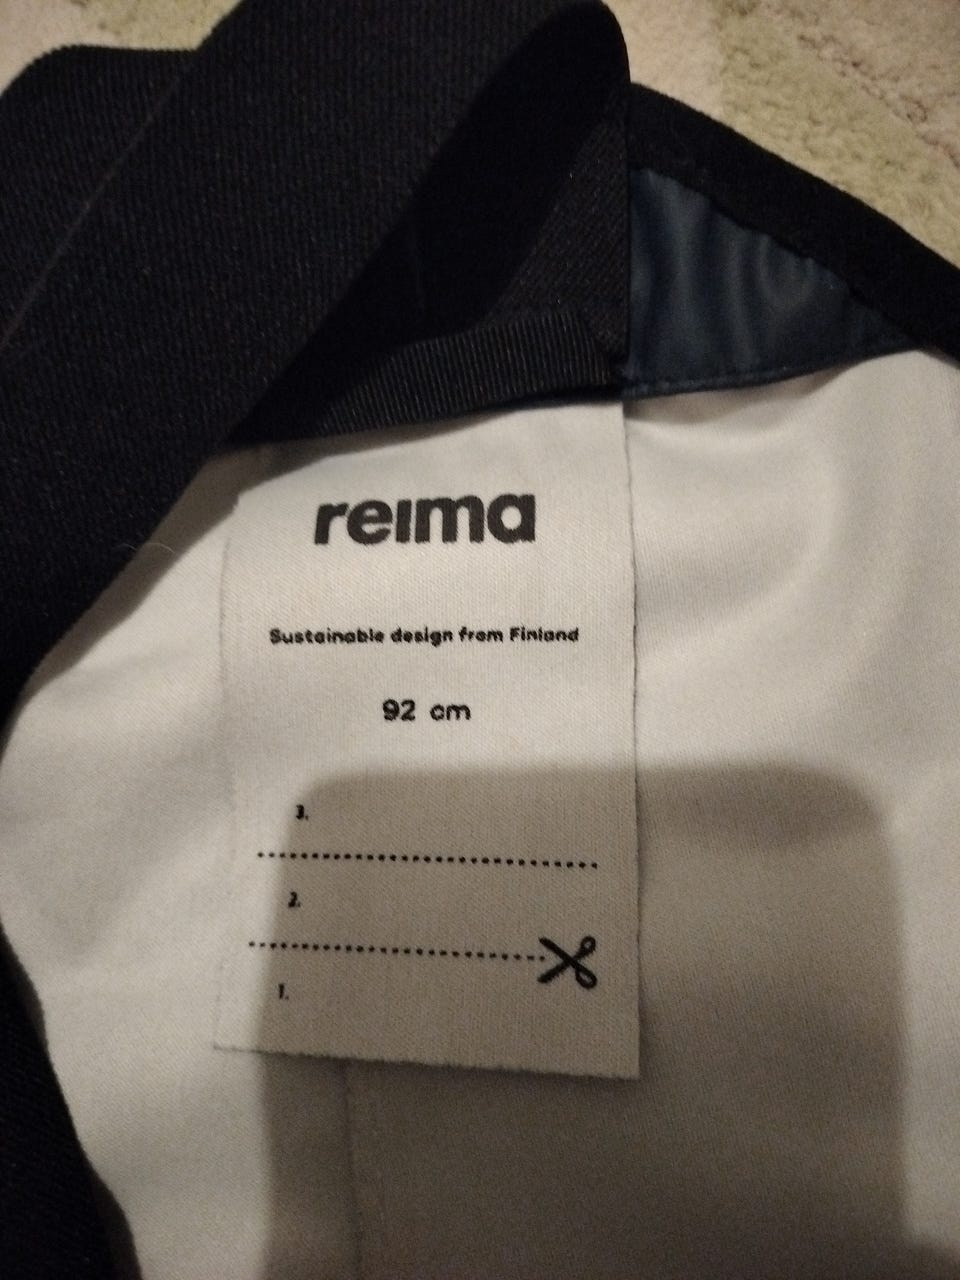 reima
Sustainable design from Finland
92 cm
3.
2.
1.